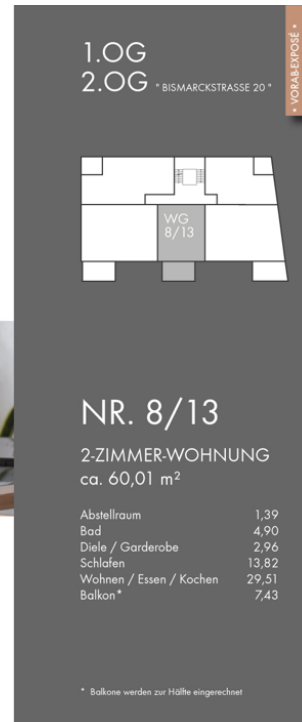 1.OG
2.OG * BISMARCKSTRASSE 20 *
* VORAB-EXPOSÉ *
WG
8/13
NR. 8/13
2-ZIMMER-WOHNUNG
ca. 60,01 m²
Abstellraum 1,39
Bad 4,90
Diele / Garderobe 2,96
Schlafen 13,82
Wohnen / Essen / Kochen 29,51
Balkon* 7,43
* Balkone werden zur Hälfte eingerechnet